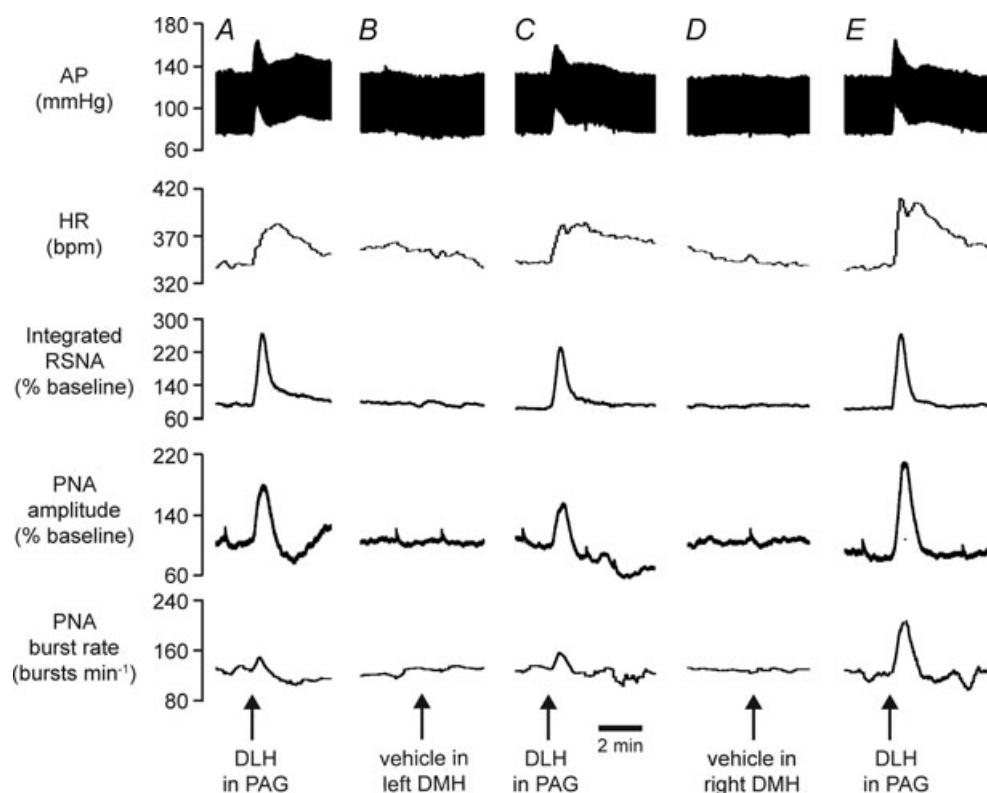 A B C D E
AP
(mmHg)
180
140
100
60
HR
(bpm)
420
370
320
Integrated
RSNA
(% baseline)
300
220
140
60
PNA
amplitude
(% baseline)
220
140
60
PNA
burst rate
(bursts min⁻¹)
240
160
80
DLH
in PAG
vehicle in
left DMH
DLH
in PAG
2 min
vehicle in
right DMH
DLH
in PAG